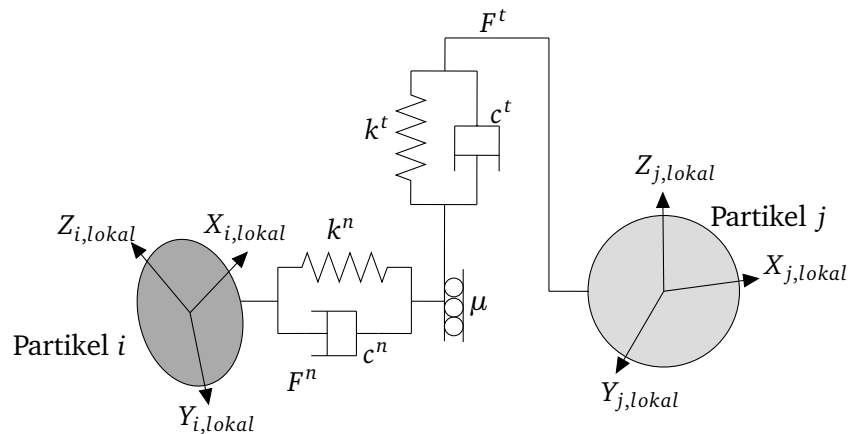 F^t
k^t
c^t
Z_{j,lokal}
Partikel j
Z_{i,lokal}
X_{i,lokal}
k^n
X_{j,lokal}
μ
Partikel i
c^n
F^n
Y_{j,lokal}
Y_{i,lokal}